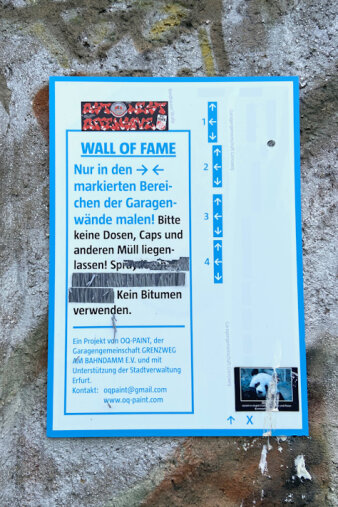 WALL OF FAME
Nur in den → ←
markierten Berei-
chen der Garagen-
wände malen! Bitte
keine Dosen, Caps und
anderen Müll liegen-
lassen!
Kein Bitumen
verwenden.
Ein Projekt von OQ-PAINT, der
Garagengemeinschaft GRENZWEG
AM BAHNDAMM E.V. und mit
Unterstützung der Stadtverwaltung
Erfurt.
Kontakt: oqpaint@gmail.com
www.oq-paint.com
1
2
3
4
↑ X